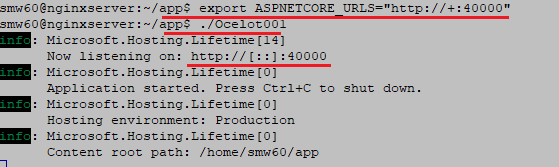 smw60@nginxserver:~/app$ export ASPNETCORE_URLS="http://+:40000"
smw60@nginxserver:~/app$ ./Ocelot001
info: Microsoft.Hosting.Lifetime[14]
Now listening on: http://[::]:40000
info: Microsoft.Hosting.Lifetime[0]
Application started. Press Ctrl+C to shut down.
info: Microsoft.Hosting.Lifetime[0]
Hosting environment: Production
info: Microsoft.Hosting.Lifetime[0]
Content root path: /home/smw60/app